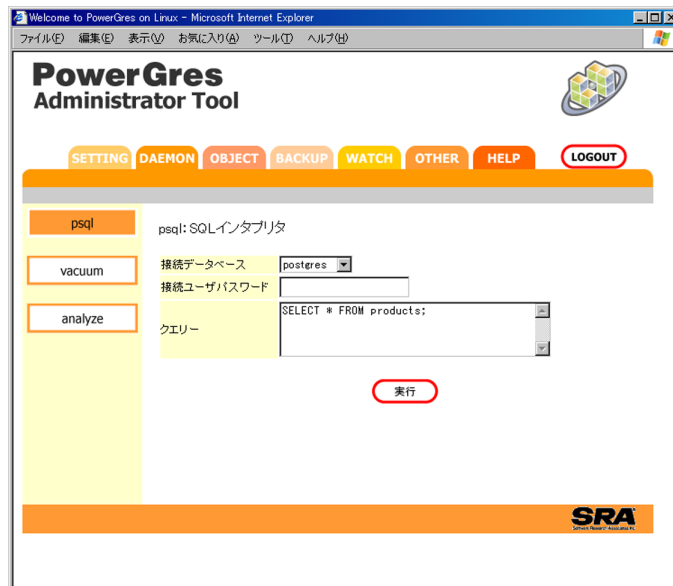 Welcome to PowerGres on Linux - Microsoft Internet Explorer
ファイル(F) 編集(E) 表示(V) お気に入り(A) ツール(T) ヘルプ(H)
PowerGres
Administrator Tool
SETTING DAEMON OBJECT BACKUP WATCH OTHER HELP LOGOUT
psql
psql: SQLインタプリタ
vacuum
接続データベース postgres
接続ユーザパスワード
analyze
クエリー SELECT * FROM products;
実行
SRA
Software Research Associates Inc.